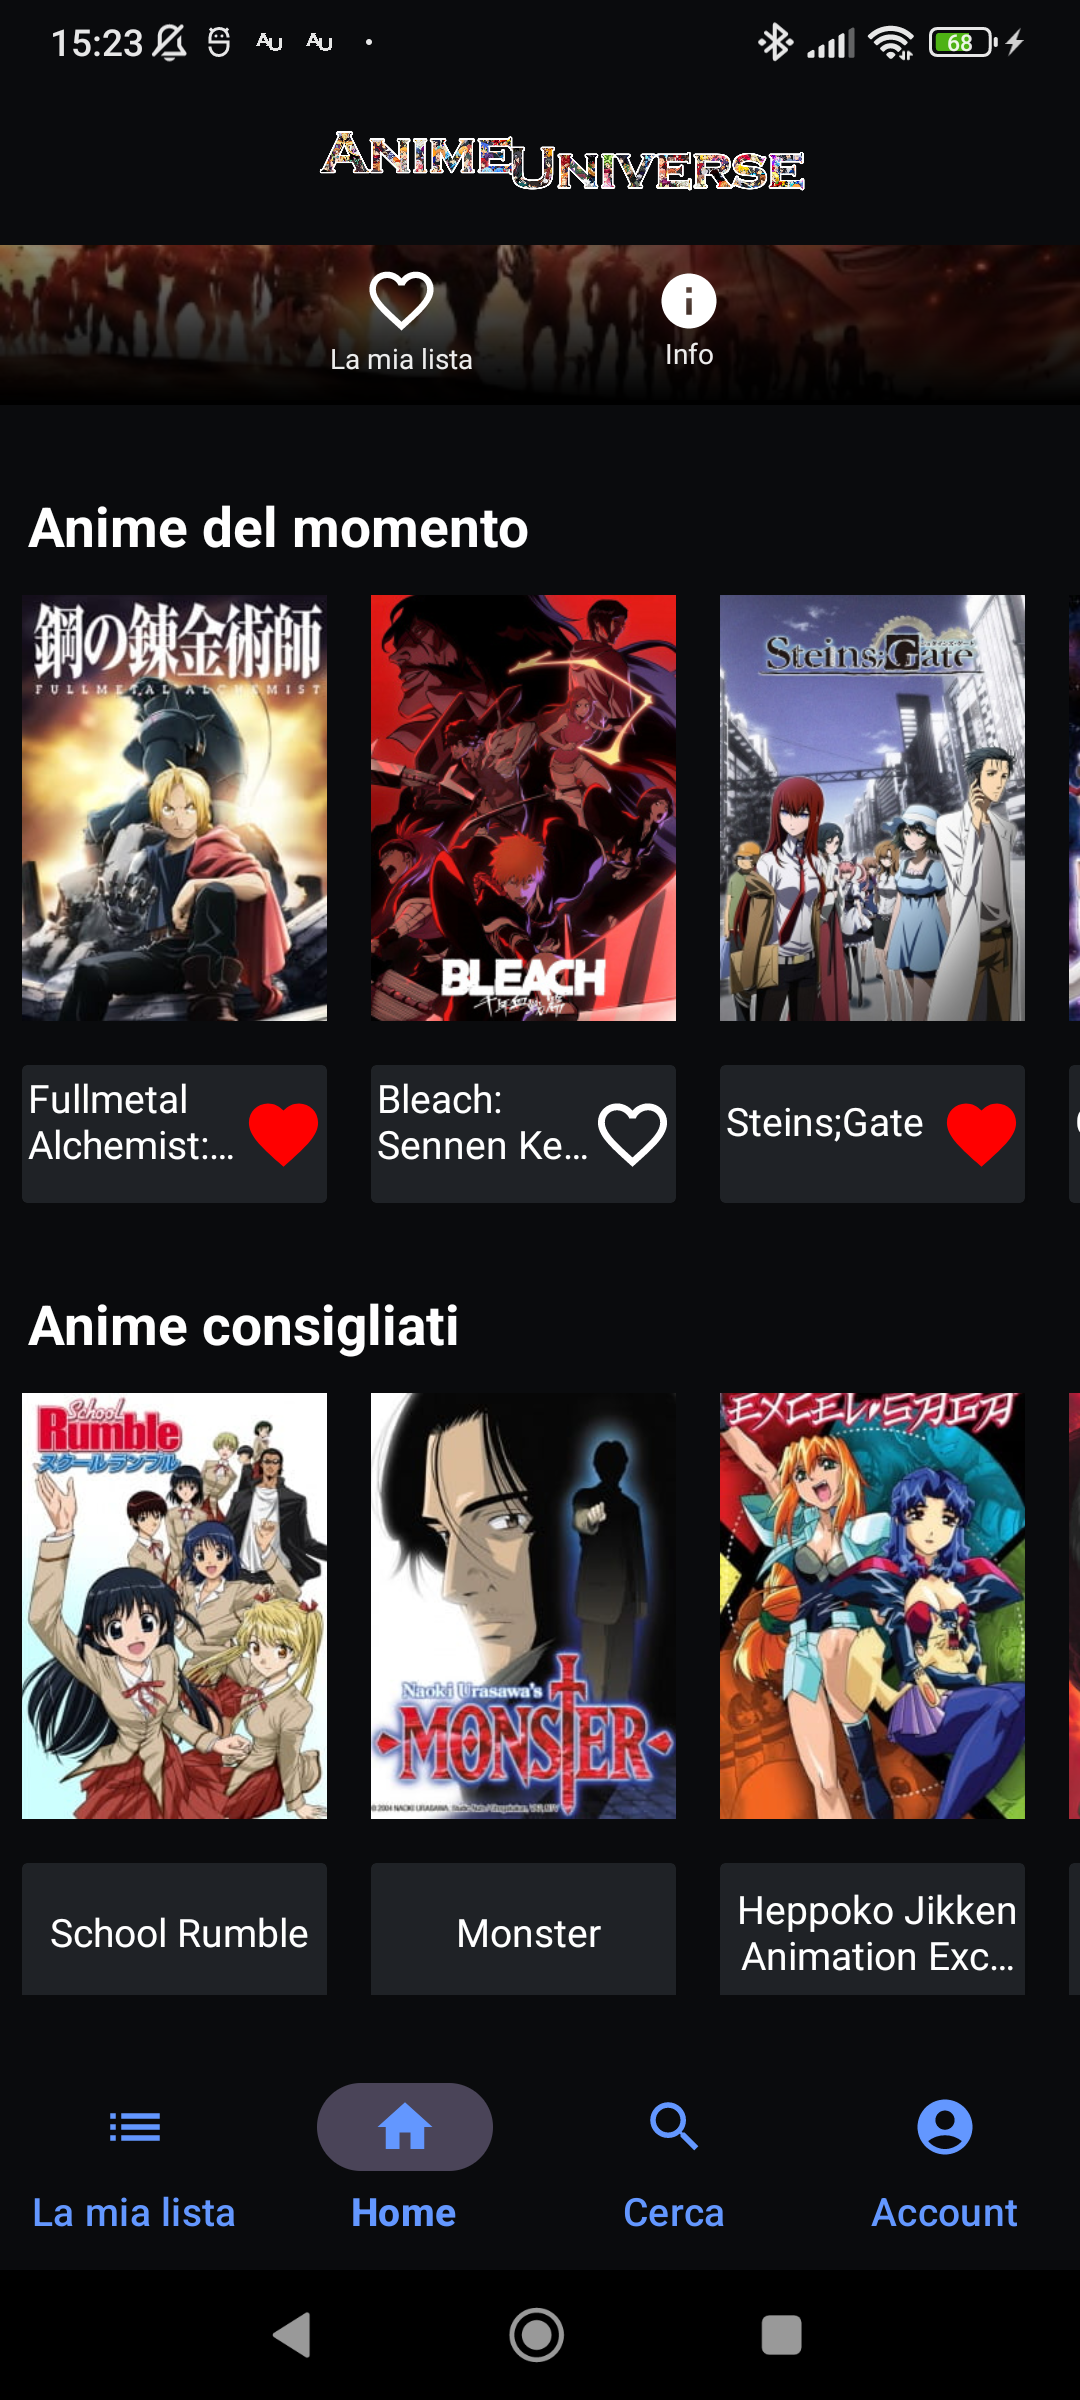 15:23
68
AnimeUniverse
La mia lista
Info
Anime del momento
鋼の錬金術師
FULLMETAL ALCHEMIST
BLEACH
千年血戦篇
Steins;Gate
Fullmetal
Alchemist:...
Bleach:
Sennen Ke...
Steins;Gate
Anime consigliati
School
Rumble
スクールランブル
Naoki Urasawa's
MONSTER
EXCEL♥SAGA
School Rumble
Monster
Heppoko Jikken
Animation Exc...
La mia lista
Home
Cerca
Account